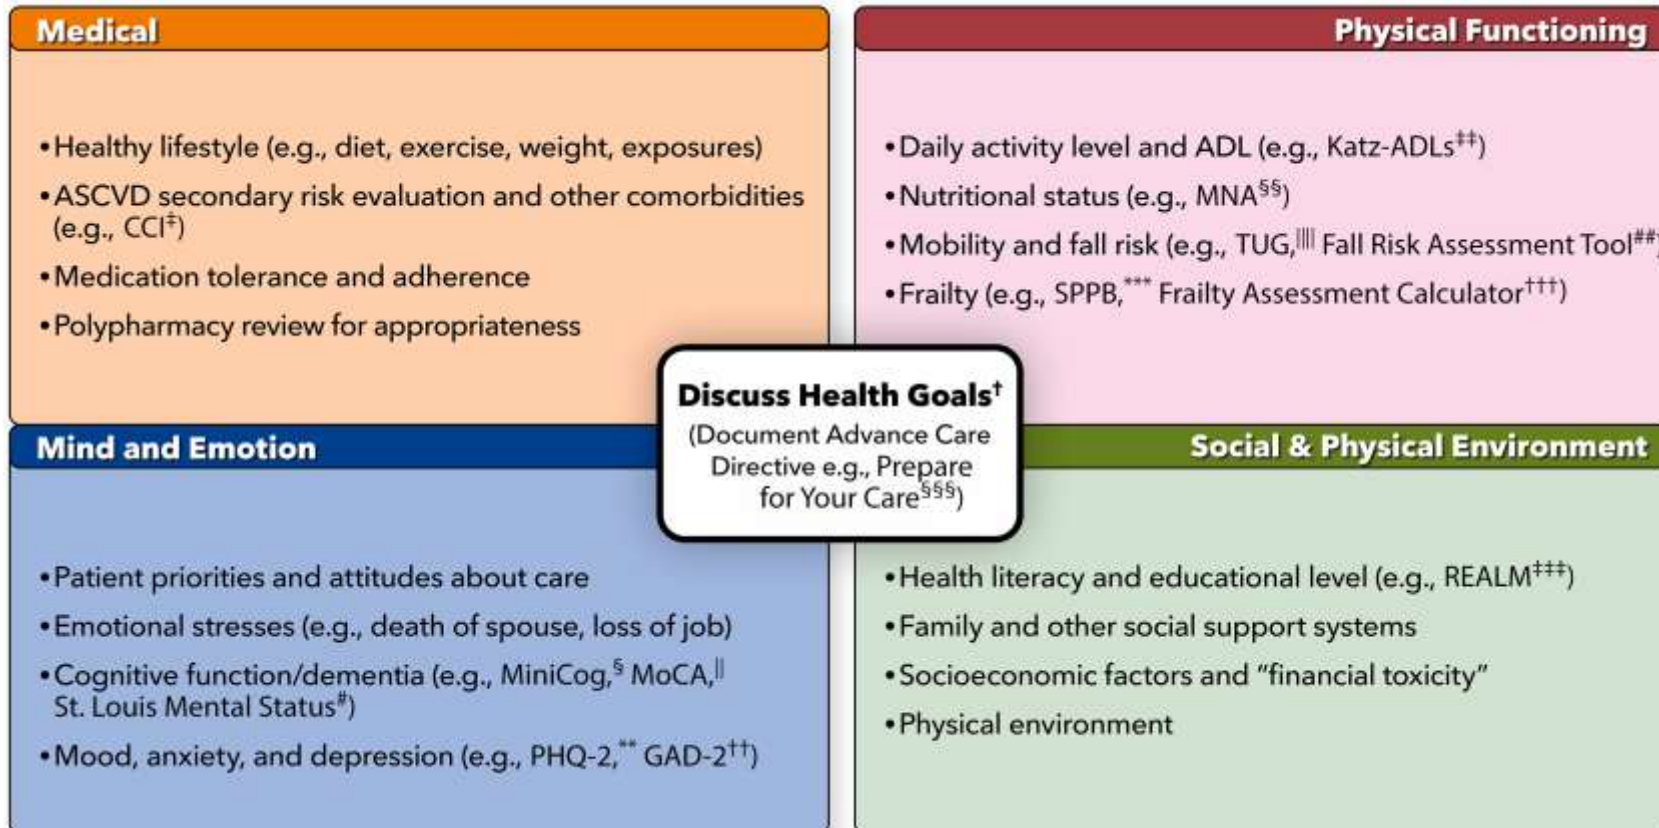 Medical
•Healthy lifestyle (e.g., diet, exercise, weight, exposures)
•ASCVD secondary risk evaluation and other comorbidities
(e.g., CCI‡)
•Medication tolerance and adherence
•Polypharmacy review for appropriateness
Physical Functioning
•Daily activity level and ADL (e.g., Katz-ADLs‡‡)
•Nutritional status (e.g., MNA§§)
•Mobility and fall risk (e.g., TUG,|||| Fall Risk Assessment Tool##)
•Frailty (e.g., SPPB,*** Frailty Assessment Calculator†††)
Discuss Health Goals†
(Document Advance Care
Directive e.g., Prepare
for Your Care§§§)
Mind and Emotion
•Patient priorities and attitudes about care
•Emotional stresses (e.g., death of spouse, loss of job)
•Cognitive function/dementia (e.g., MiniCog,§ MoCA,||
St. Louis Mental Status#)
•Mood, anxiety, and depression (e.g., PHQ-2,** GAD-2††)
Social & Physical Environment
•Health literacy and educational level (e.g., REALM‡‡‡)
•Family and other social support systems
•Socioeconomic factors and “financial toxicity”
•Physical environment